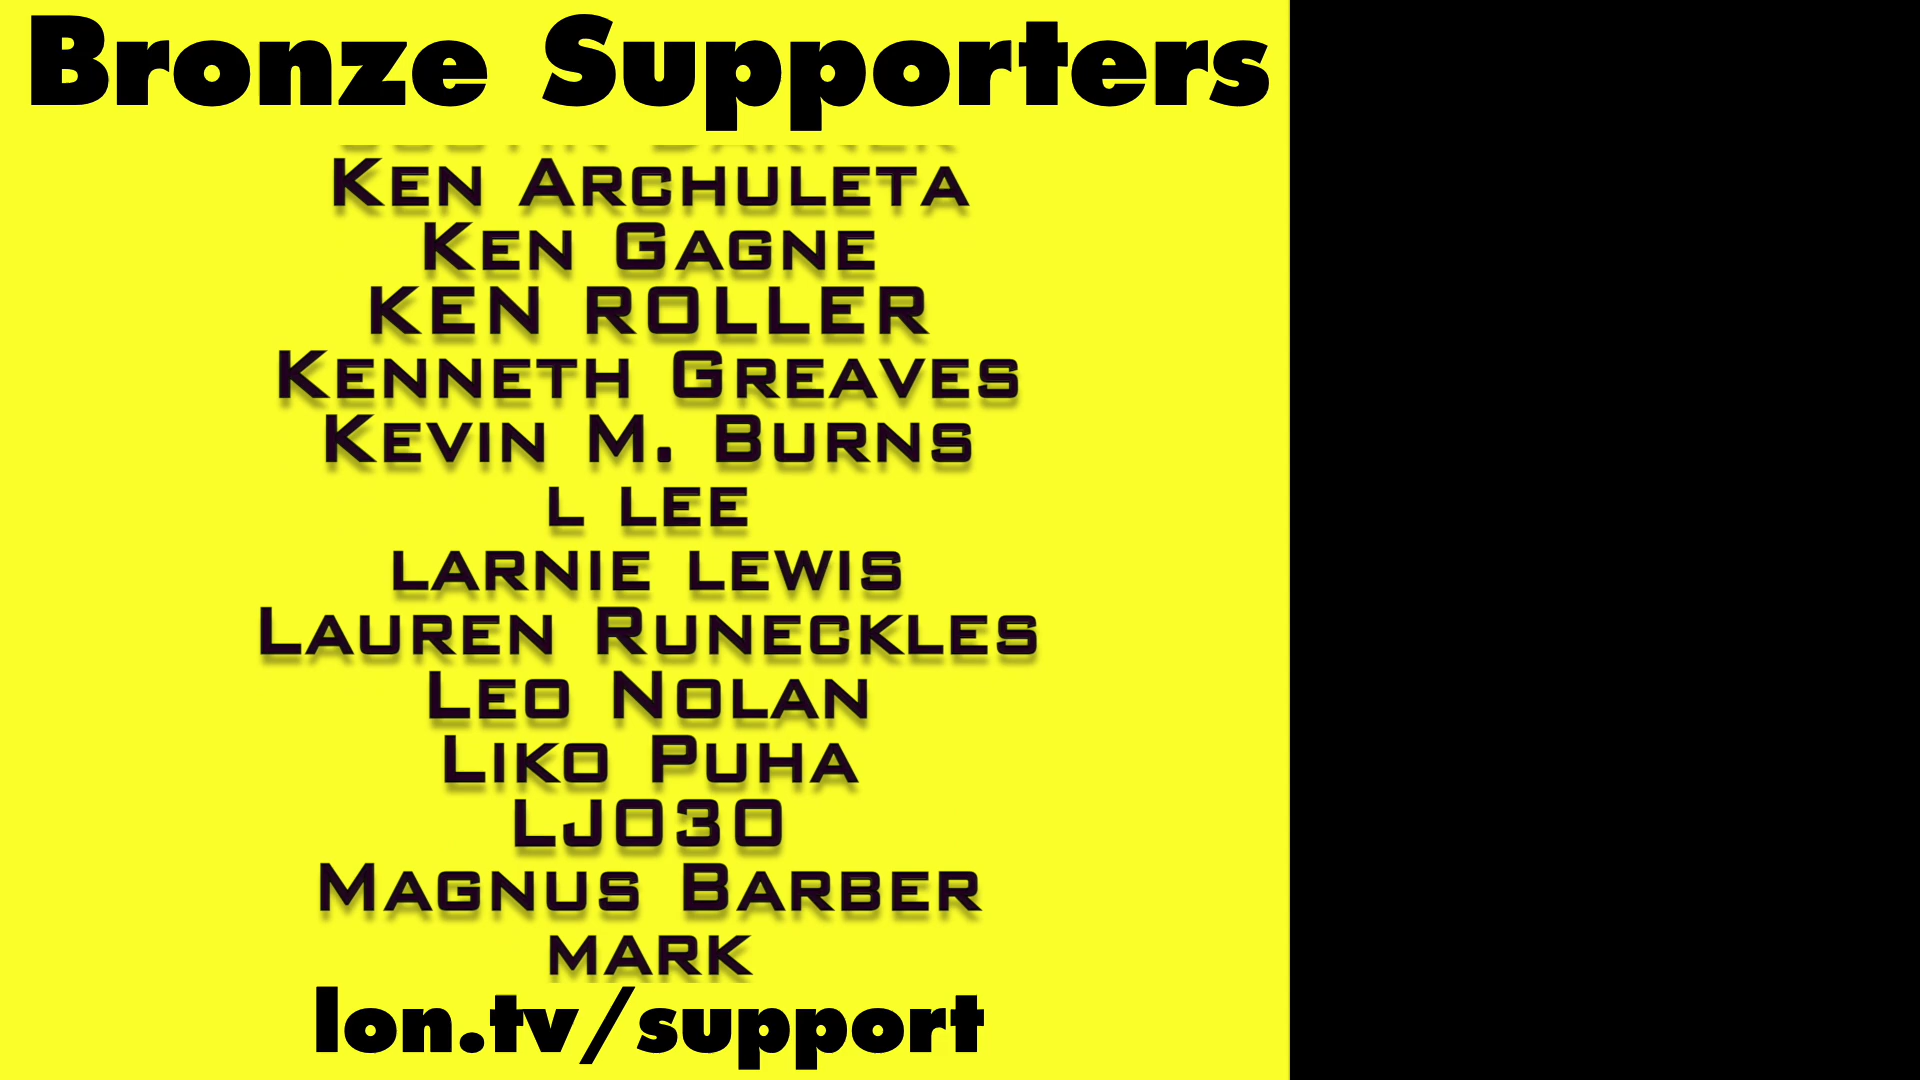 Bronze Supporters
Ken Archuleta
Ken Gagne
KEN ROLLER
Kenneth Greaves
Kevin M. Burns
l lee
larnie lewis
Lauren Runeckles
Leo Nolan
Liko Puha
LJ030
Magnus Barber
mark
lon.tv/support